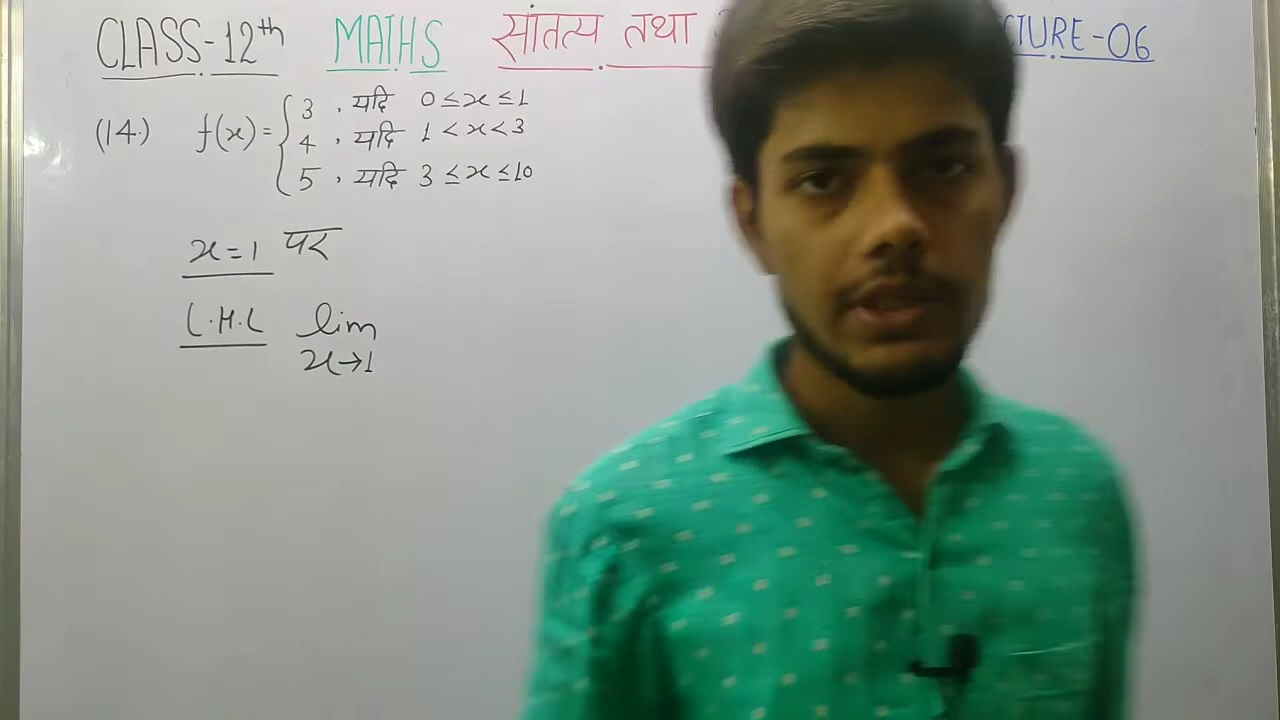 CLASS-12th MATHS सांतत्य तथा CTURE-06
(14.) f(x) = { 3 , यदि 0 ≤ x ≤ 1
4 , यदि 1 < x < 3
5 , यदि 3 ≤ x ≤ 10
x = 1 पर
L.H.L lim
x→1